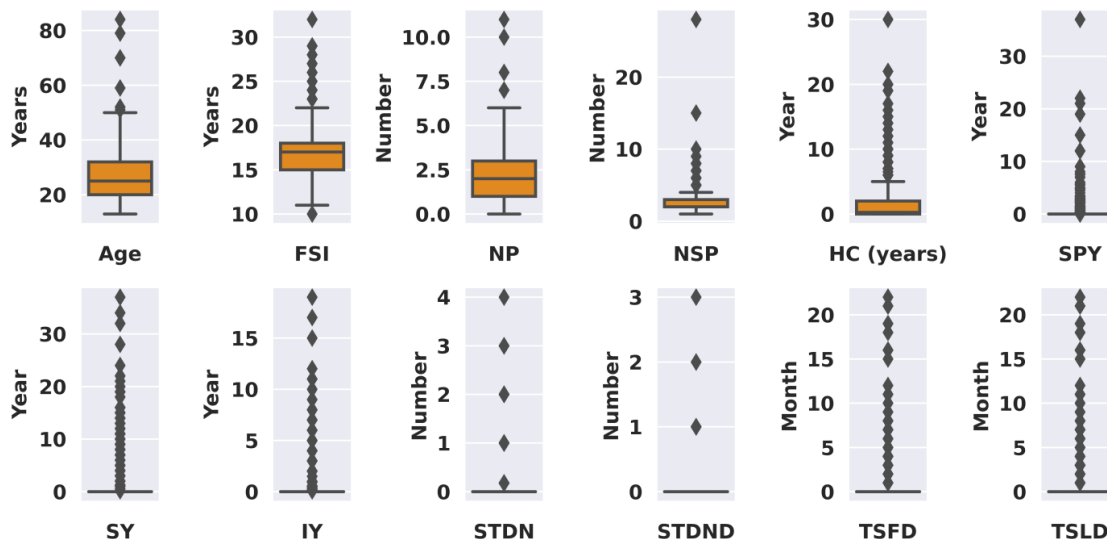 80
60
40
20
Years
Age
30
25
20
15
10
Years
FSI
10.0
7.5
5.0
2.5
0.0
Number
NP
20
10
0
Number
NSP
30
20
10
0
Year
HC (years)
30
20
10
0
SPY
30
20
10
0
Year
SY
15
10
5
0
Year
IY
4
3
2
1
0
Number
STDN
3
2
1
0
Number
STDND
20
15
10
5
0
Month
TSFD
20
15
10
5
0
Month
TSLD